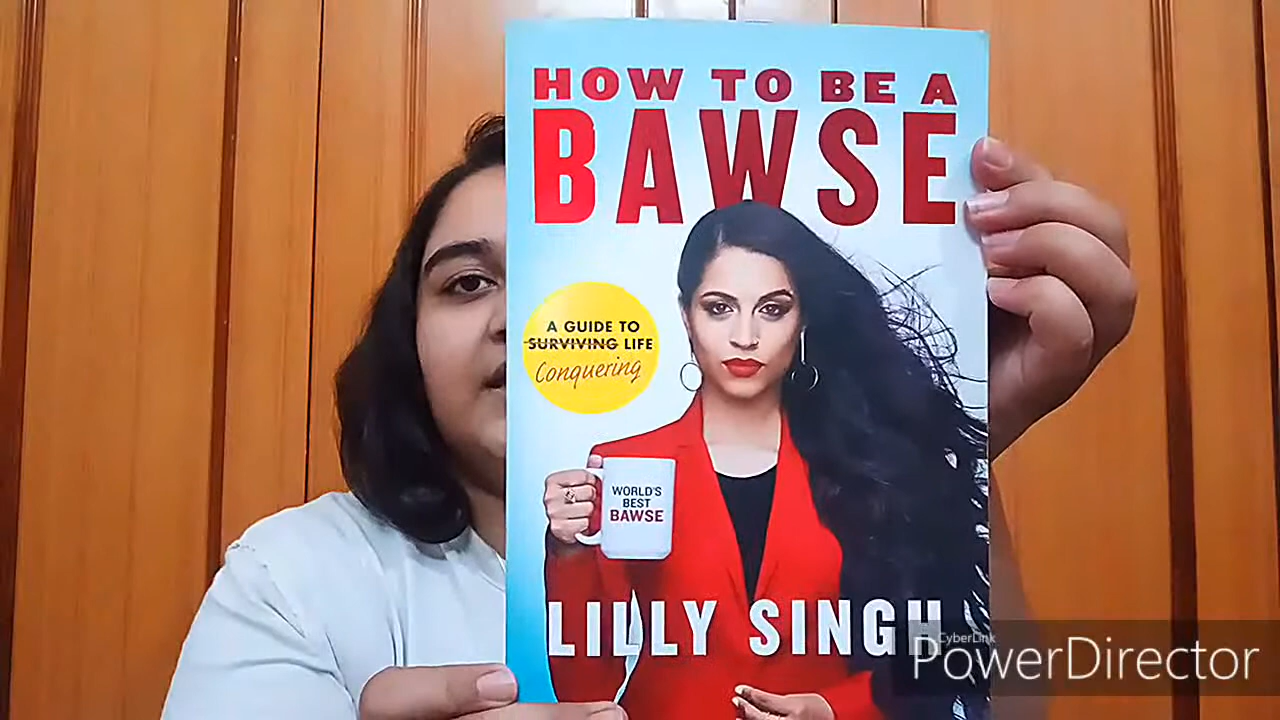 HOW TO BE A
BAWSE
A GUIDE TO
SURVIVING LIFE
Conquering
WORLD'S
BEST
BAWSE
LILLY SINGH
CyberLink
PowerDirector